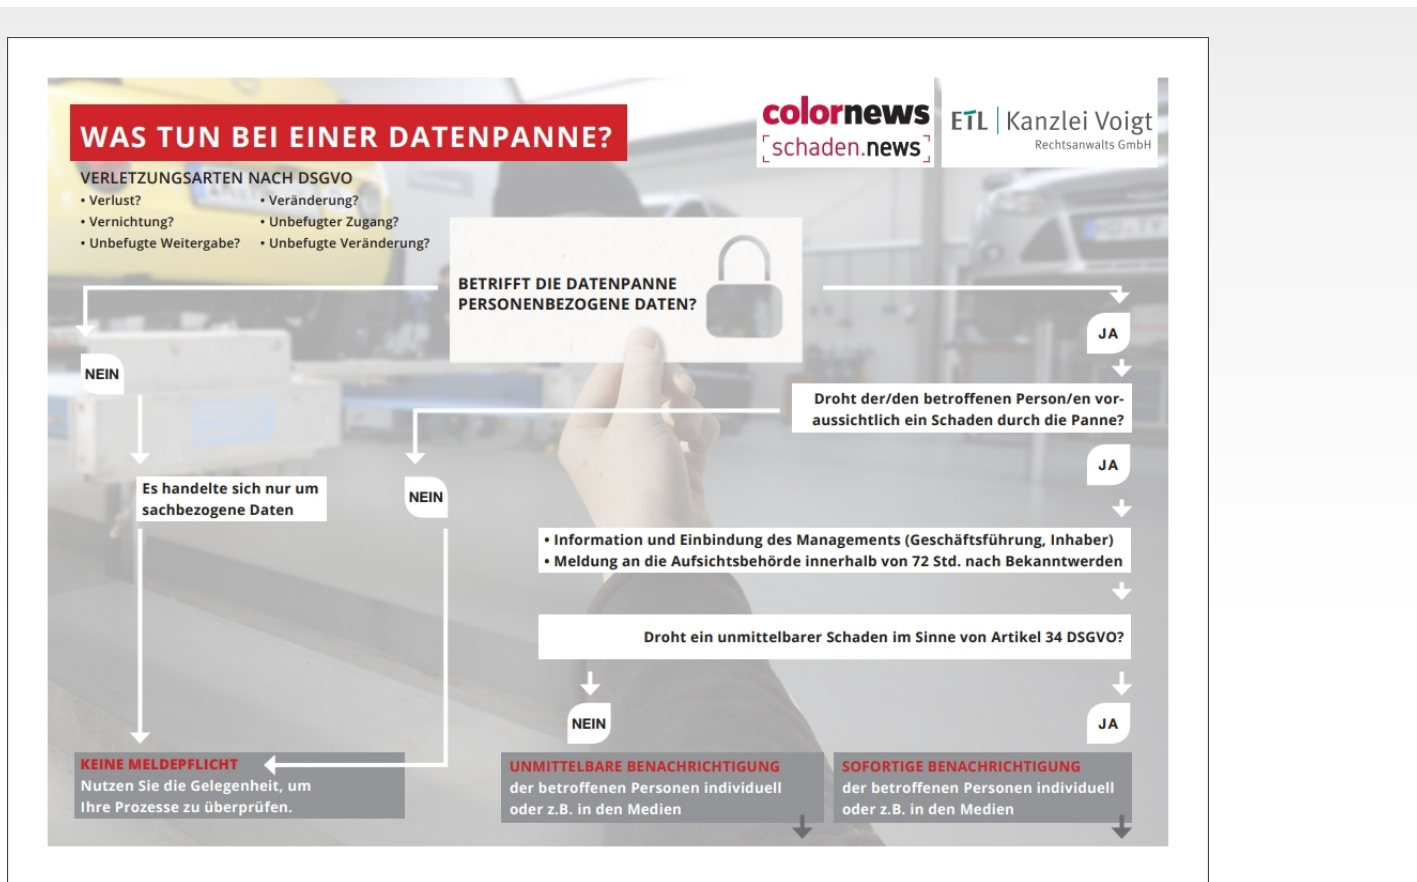 WAS TUN BEI EINER DATENPANNE?
colornews
[schaden.news]
ETL | Kanzlei Voigt
Rechtsanwalts GmbH
VERLETZUNGSARTEN NACH DSGVO
• Verlust?
• Vernichtung?
• Unbefugte Weitergabe?
• Veränderung?
• Unbefugter Zugang?
• Unbefugte Veränderung?
BETRIFFT DIE DATENPANNE
PERSONENBEZOGENE DATEN?
NEIN
JA
Droht der/den betroffenen Person/en vor-
aussichtlich ein Schaden durch die Panne?
Es handelte sich nur um
sachbezogene Daten
NEIN
JA
• Information und Einbindung des Managements (Geschäftsführung, Inhaber)
• Meldung an die Aufsichtsbehörde innerhalb von 72 Std. nach Bekanntwerden
Droht ein unmittelbarer Schaden im Sinne von Artikel 34 DSGVO?
NEIN
JA
KEINE MELDEPFLICHT
Nutzen Sie die Gelegenheit, um
Ihre Prozesse zu überprüfen.
UNMITTELBARE BENACHRICHTIGUNG
der betroffenen Personen individuell
oder z.B. in den Medien
SOFORTIGE BENACHRICHTIGUNG
der betroffenen Personen individuell
oder z.B. in den Medien